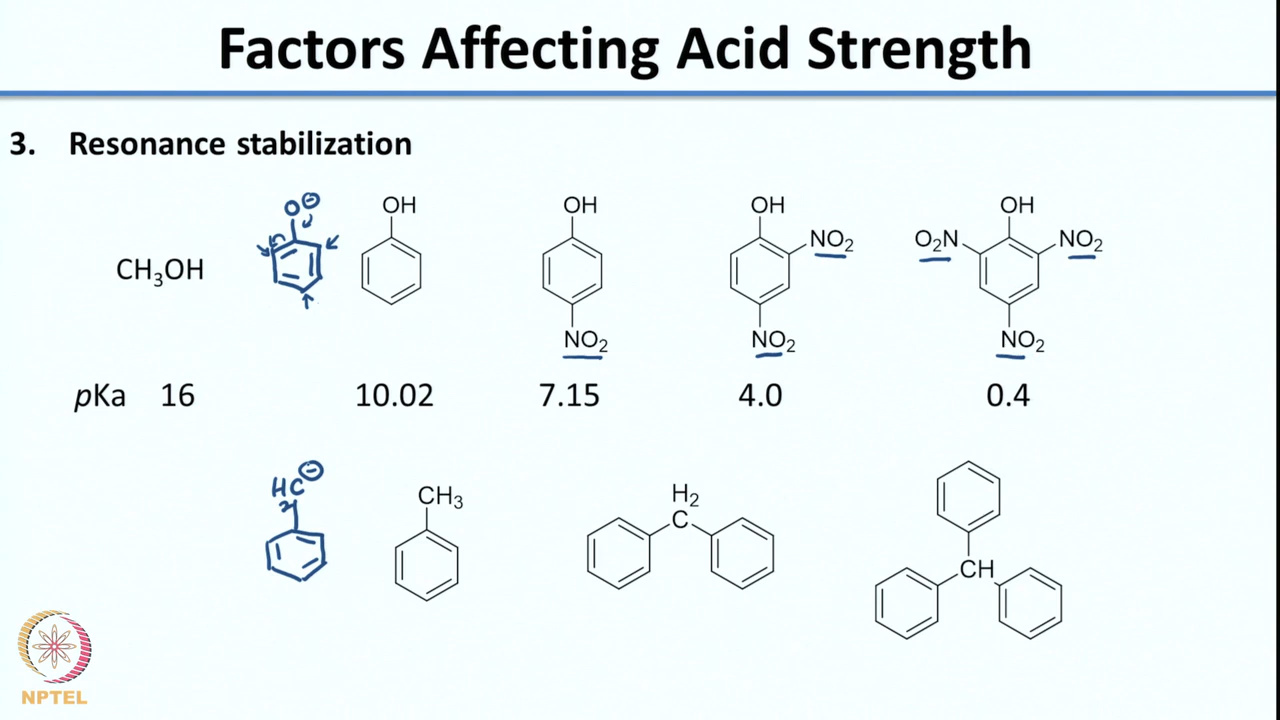 Factors Affecting Acid Strength
3. Resonance stabilization
O⊖
OH
OH
OH
OH
CH₃OH
NO₂
O₂N
NO₂
NO₂
NO₂
NO₂
pKa 16 10.02 7.15 4.0 0.4
H₂C⊖
CH₃
H₂
C
CH
NPTEL